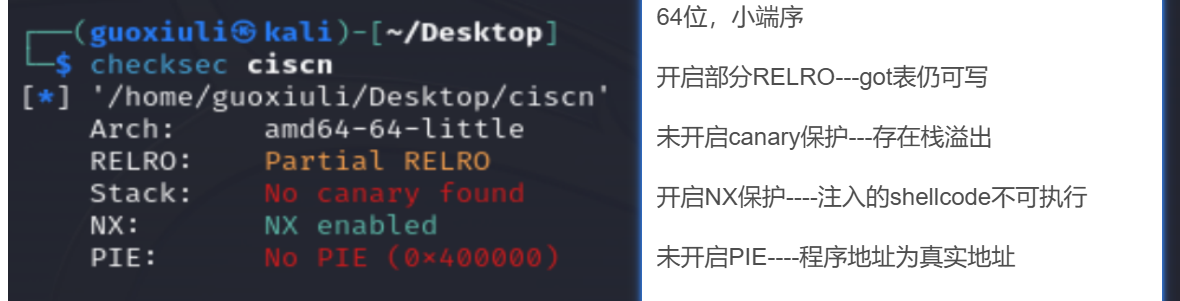 ┌──(guoxiuli㉿kali)-[~/Desktop]
└─$ checksec ciscn
[*] '/home/guoxiuli/Desktop/ciscn'
Arch: amd64-64-little
RELRO: Partial RELRO
Stack: No canary found
NX: NX enabled
PIE: No PIE (0x400000)
64位，小端序
开启部分RELRO---got表仍可写
未开启canary保护---存在栈溢出
开启NX保护----注入的shellcode不可执行
未开启PIE----程序地址为真实地址